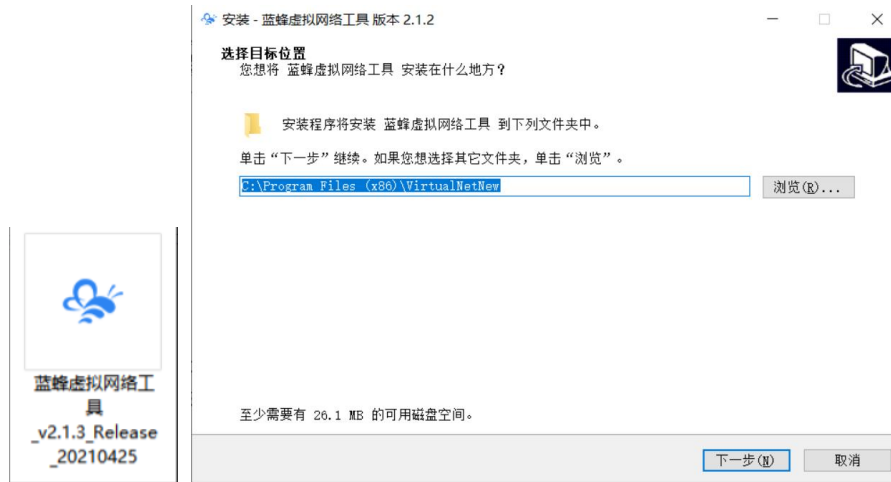 安装 - 蓝蜂虚拟网络工具 版本 2.1.2
选择目标位置
您想将 蓝蜂虚拟网络工具 安装在什么地方？
安装程序将安装 蓝蜂虚拟网络工具 到下列文件夹中。
单击“下一步”继续。如果您想选择其它文件夹，单击“浏览”。
C:\Program Files (x86)\VirtualNetNew
浏览(R)...
至少需要有 26.1 MB 的可用磁盘空间。
下一步(N)
取消
蓝蜂虚拟网络工
具
_v2.1.3_Release
_20210425